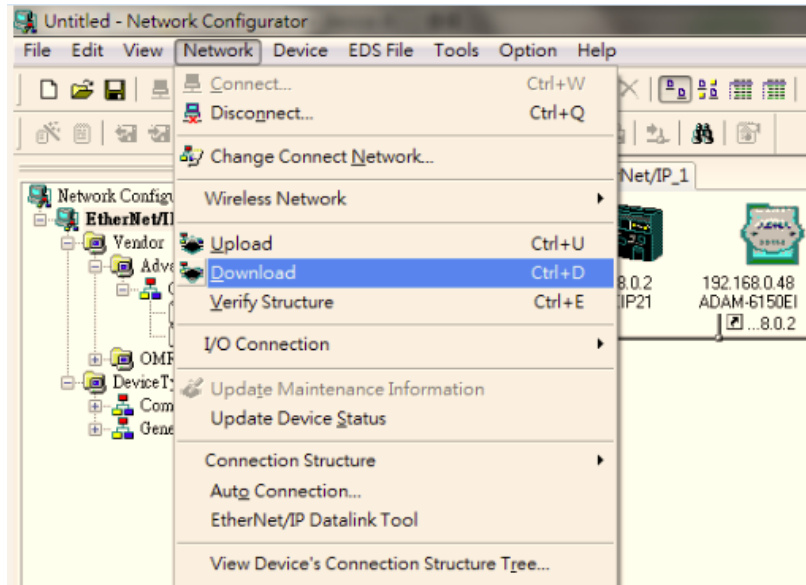 Untitled - Network Configurator
File Edit View Network Device EDS File Tools Option Help
Connect... Ctrl+W
Disconnect... Ctrl+Q
Change Connect Network...
Wireless Network
Upload Ctrl+U
Download Ctrl+D
Verify Structure Ctrl+E
I/O Connection
Update Maintenance Information
Update Device Status
Connection Structure
Auto Connection...
EtherNet/IP Datalink Tool
View Device's Connection Structure Tree...
Network Configu
EtherNet/I
Vendor
Adva
OMR
DeviceT
Com
Gene
Net/IP_1
8.0.2
IP21
192.168.0.48
ADAM-6150EI
...8.0.2